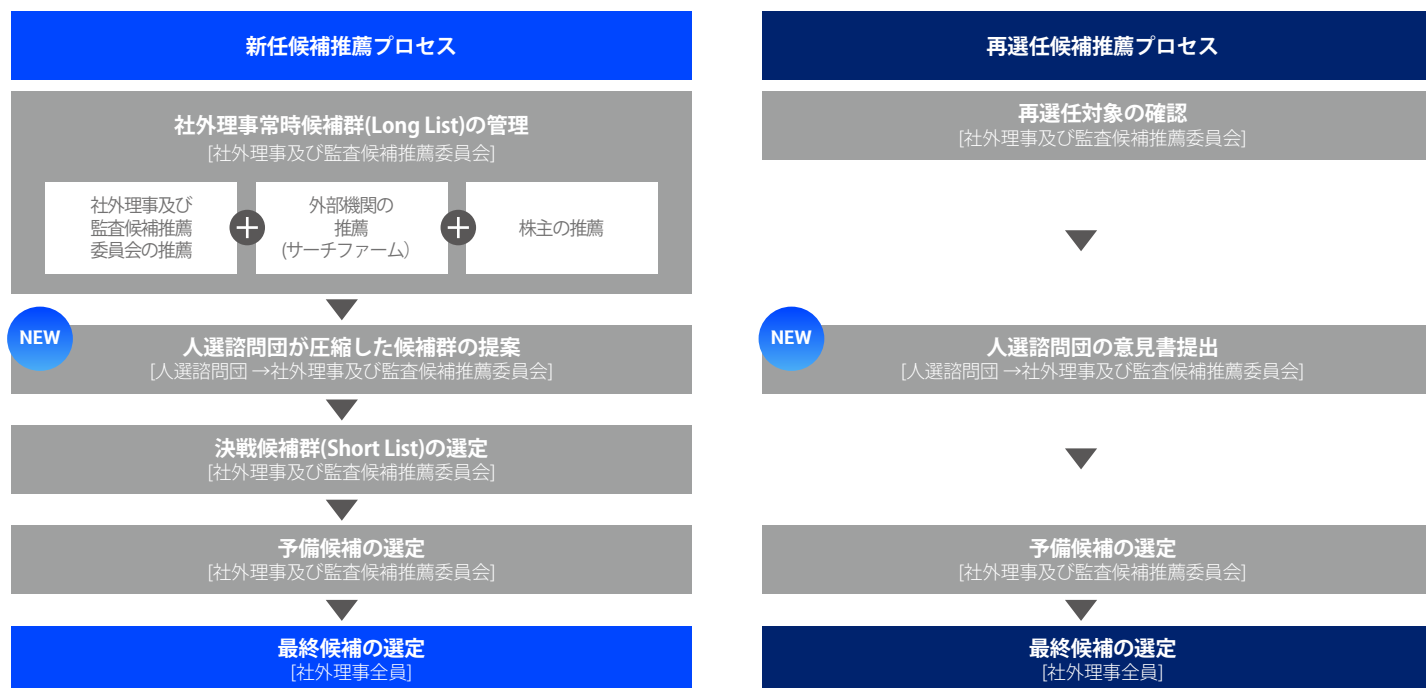 新任候補推薦プロセス
社外理事常時候補群(Long List)の管理
[社外理事及び監査候補推薦委員会]
社外理事及び
監査候補推薦
委員会の推薦
外部機関の
推薦
(サーチファーム)
株主の推薦
NEW
人選諮問団が圧縮した候補群の提案
[人選諮問団 →社外理事及び監査候補推薦委員会]
決戦候補群(Short List)の選定
[社外理事及び監査候補推薦委員会]
予備候補の選定
[社外理事及び監査候補推薦委員会]
最終候補の選定
[社外理事全員]
再選任候補推薦プロセス
再選任対象の確認
[社外理事及び監査候補推薦委員会]
NEW
人選諮問団の意見書提出
[人選諮問団 →社外理事及び監査候補推薦委員会]
予備候補の選定
[社外理事及び監査候補推薦委員会]
最終候補の選定
[社外理事全員]